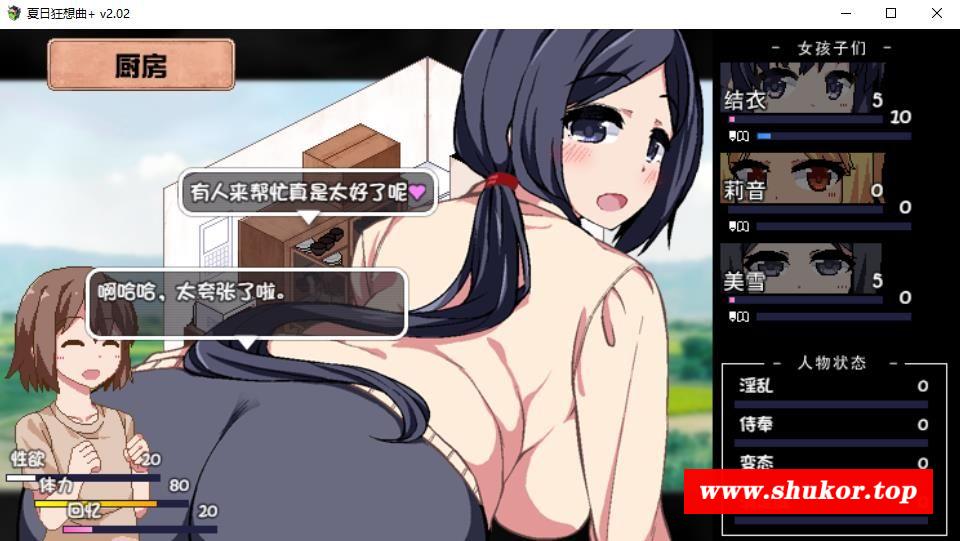 夏日狂想曲+ v2.02
厨房
有人来帮忙真是太好了呢
啊哈哈，太夸张了啦。
性欲 20
体力 80
回忆 20
- 女孩子们 -
结衣 5
20
莉音 0
0
美雪 5
0
- 人物状态 -
淫乱 0
侍奉 0
变态 0
www.shukor.top